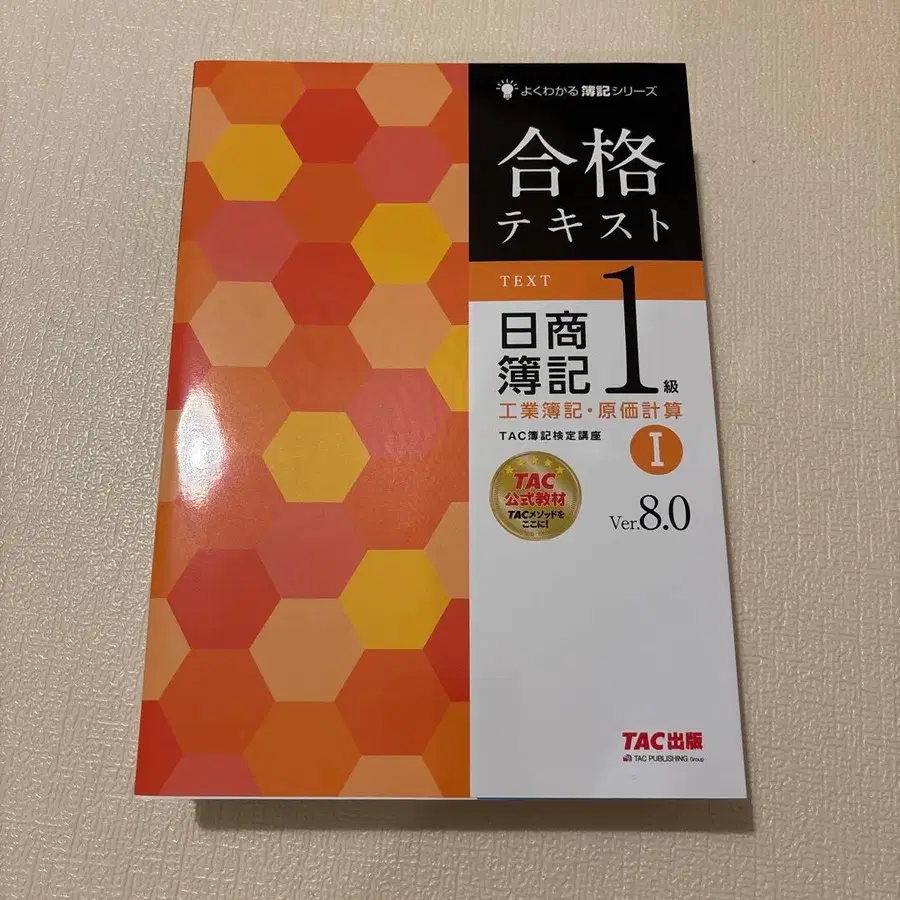 よくわかる簿記シリーズ
合格
テキスト
TEXT
日商
簿記
1級
工業簿記・原価計算
I
TAC簿記検定講座
TAC
公式教材
TACメソッドを
ここに!
Ver.8.0
TAC出版
TAC PUBLISHING Group